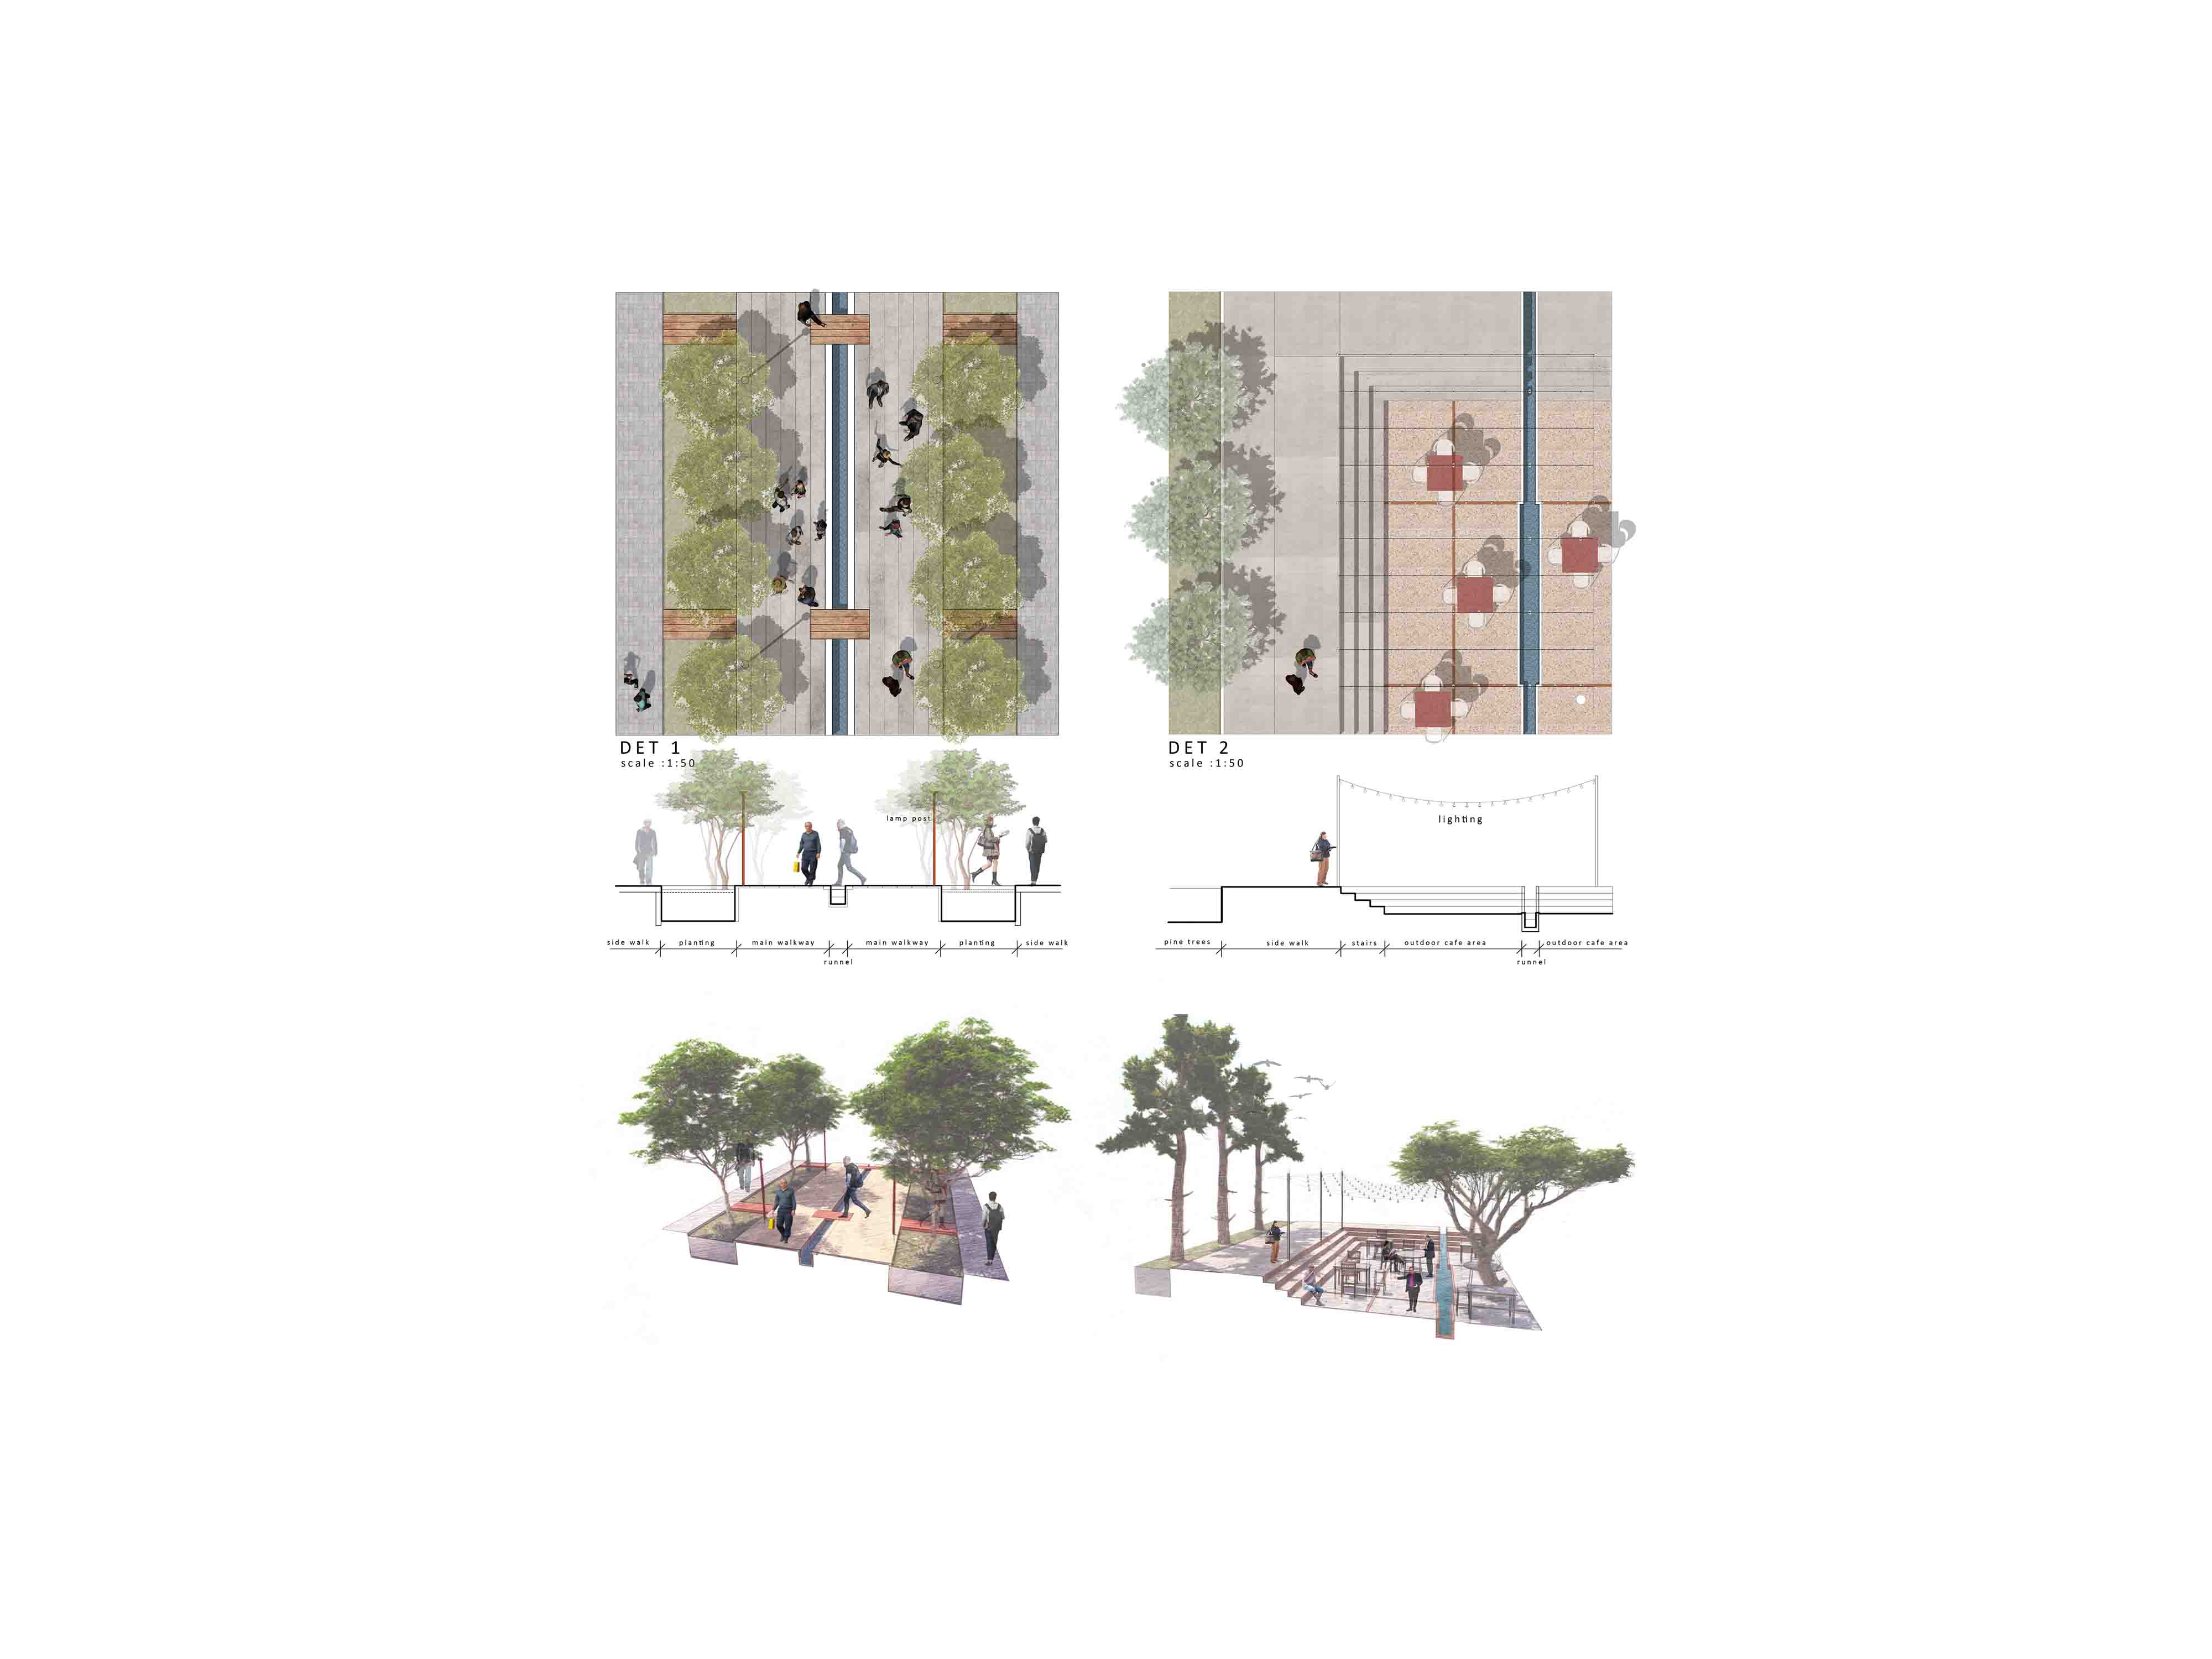 DET 1
scale :1:50
lamp post
side walk planting main walkway main walkway planting side walk
runnel
DET 2
scale :1:50
lighting
pine trees side walk stairs outdoor cafe area outdoor cafe area
runnel